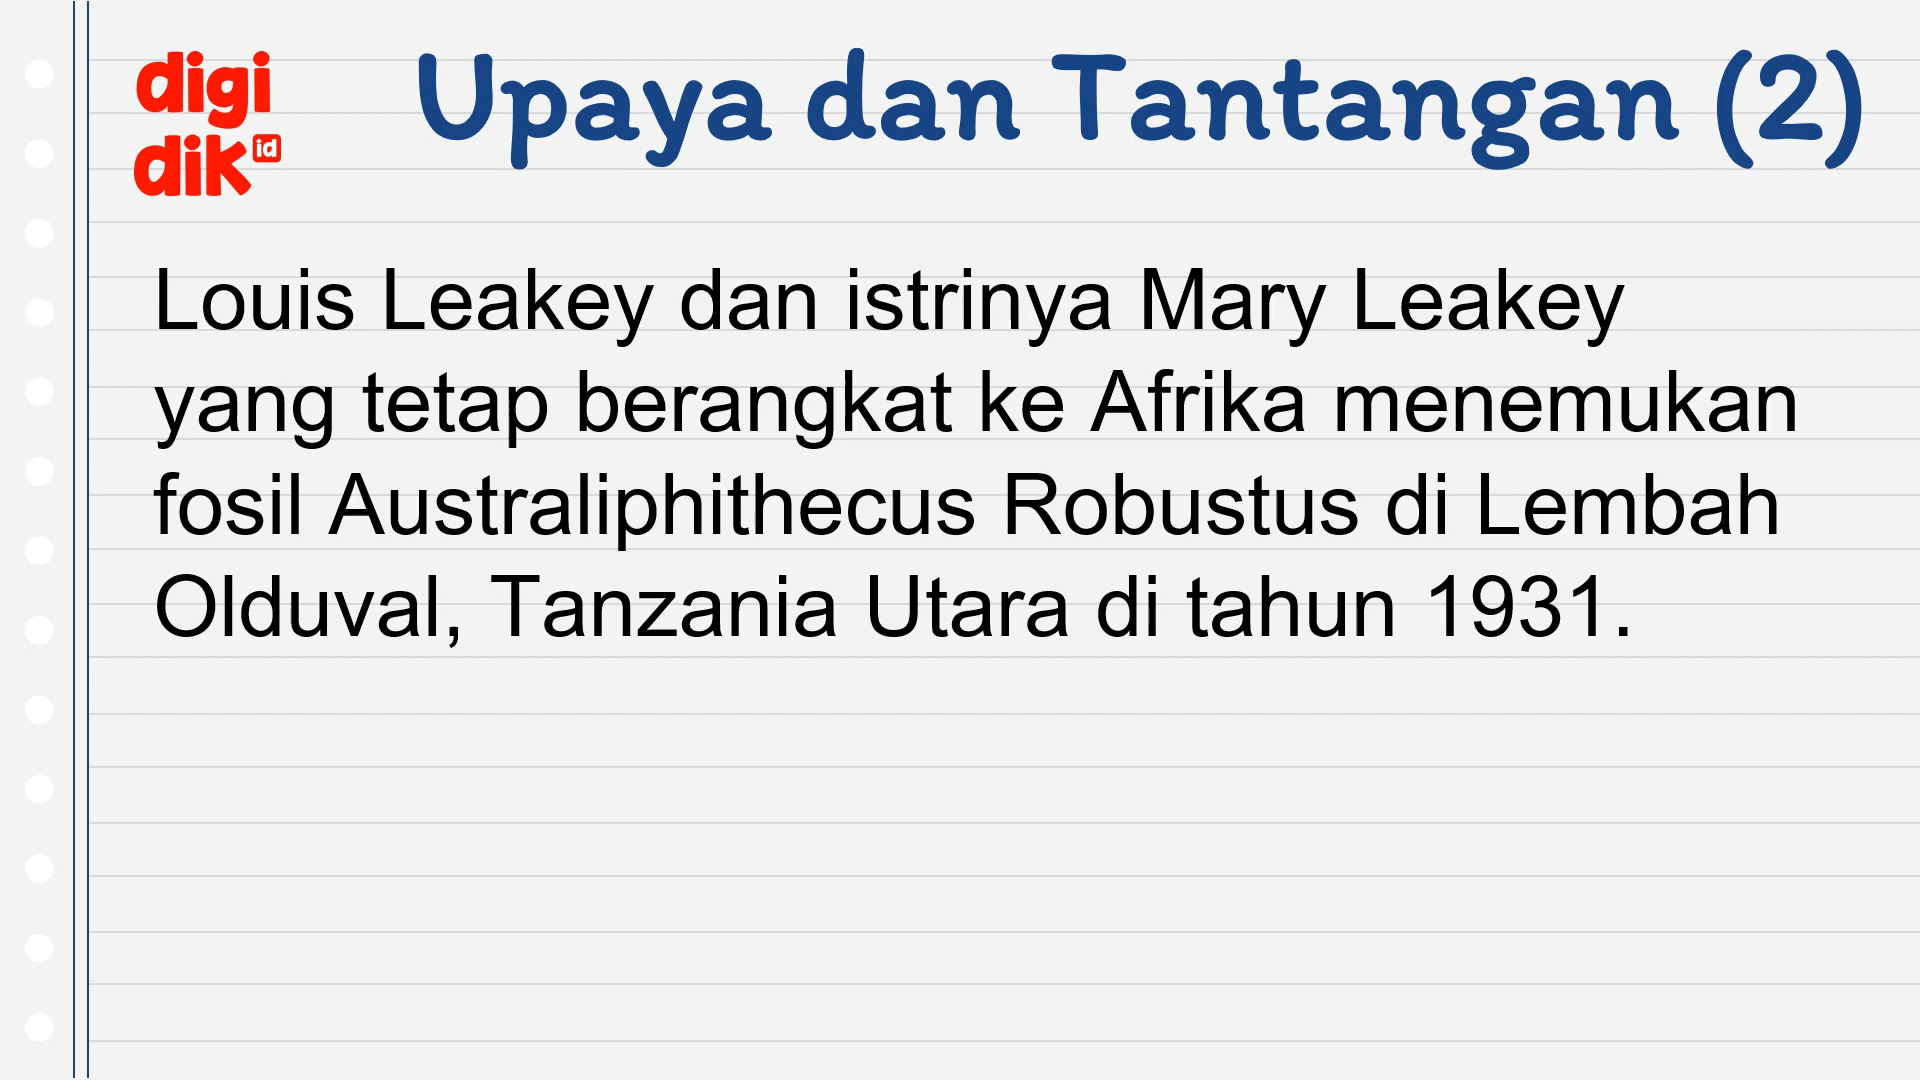 digi
dik id
Upaya dan Tantangan (2)
Louis Leakey dan istrinya Mary Leakey
yang tetap berangkat ke Afrika menemukan
fosil Australiphithecus Robustus di Lembah
Olduval, Tanzania Utara di tahun 1931.